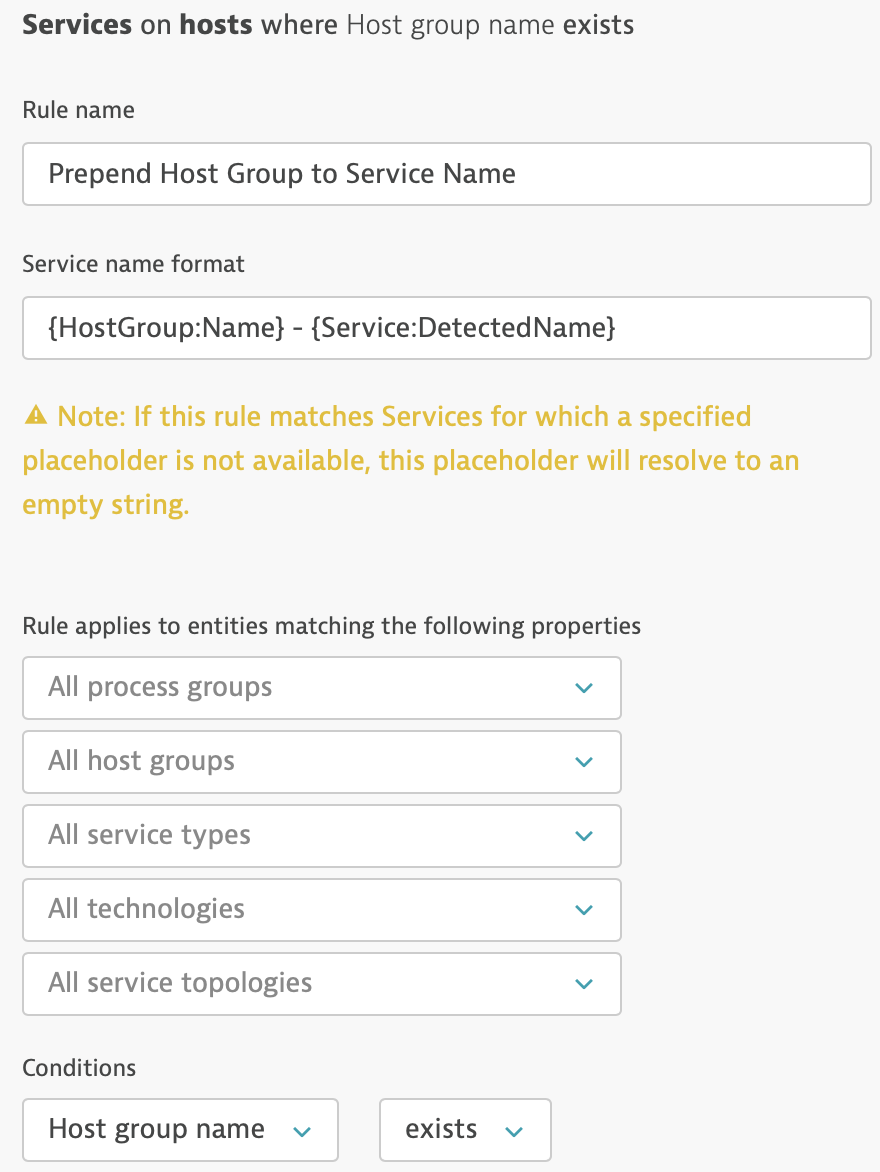 Services on hosts where Host group name exists
Rule name
Prepend Host Group to Service Name
Service name format
{HostGroup:Name} - {Service:DetectedName}
Note: If this rule matches Services for which a specified
placeholder is not available, this placeholder will resolve to an
empty string.
Rule applies to entities matching the following properties
All process groups
All host groups
All service types
All technologies
All service topologies
Conditions
Host group name exists